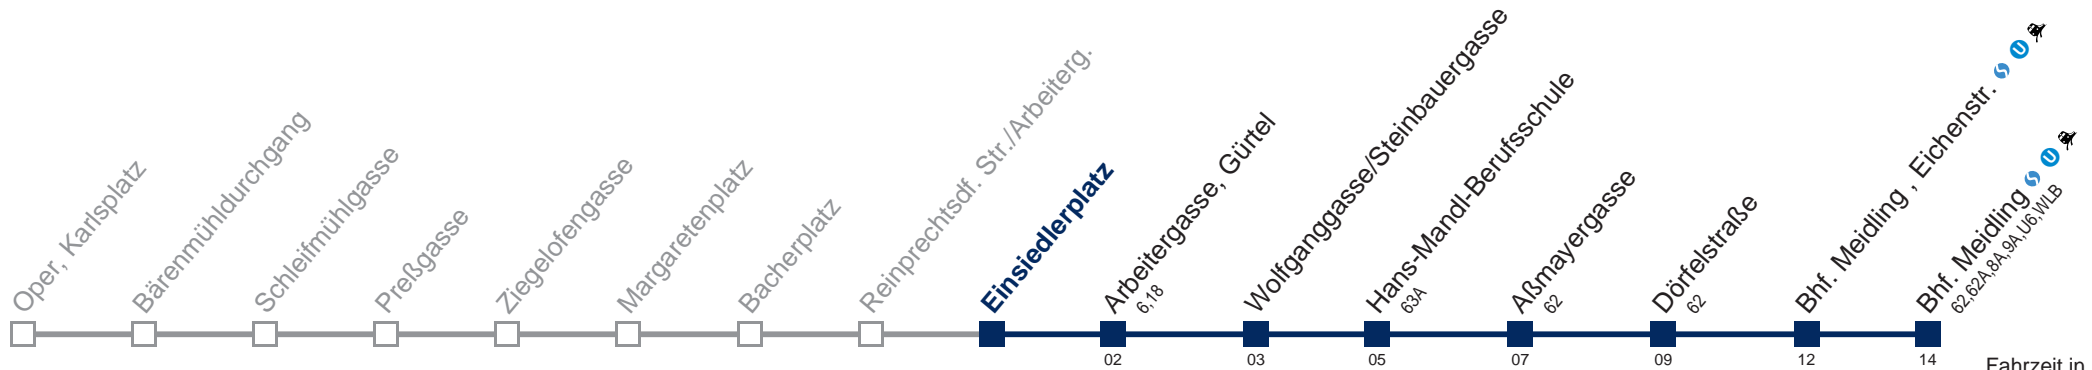 Oper, Karlsplatz
Bärenmühldurchgang
Schleifmühlgasse
Preßgasse
Ziegelofengasse
Margaretenplatz
Bacherplatz
Reinprechtsdf. Str./Arbeiterg.
Einsiedlerplatz
Arbeitergasse, Gürtel
6,18
Wolfganggasse/Steinbauergasse
Hans-Mandl-Berufsschule
63A
Aßmayergasse
62
Dörfelstraße
62
Bhf. Meidling , Eichenstr. S U
Bhf. Meidling S U
62,62A,8A,9A,U6,WLB
02
03
05
07
09
12
14
Fahrzeit in